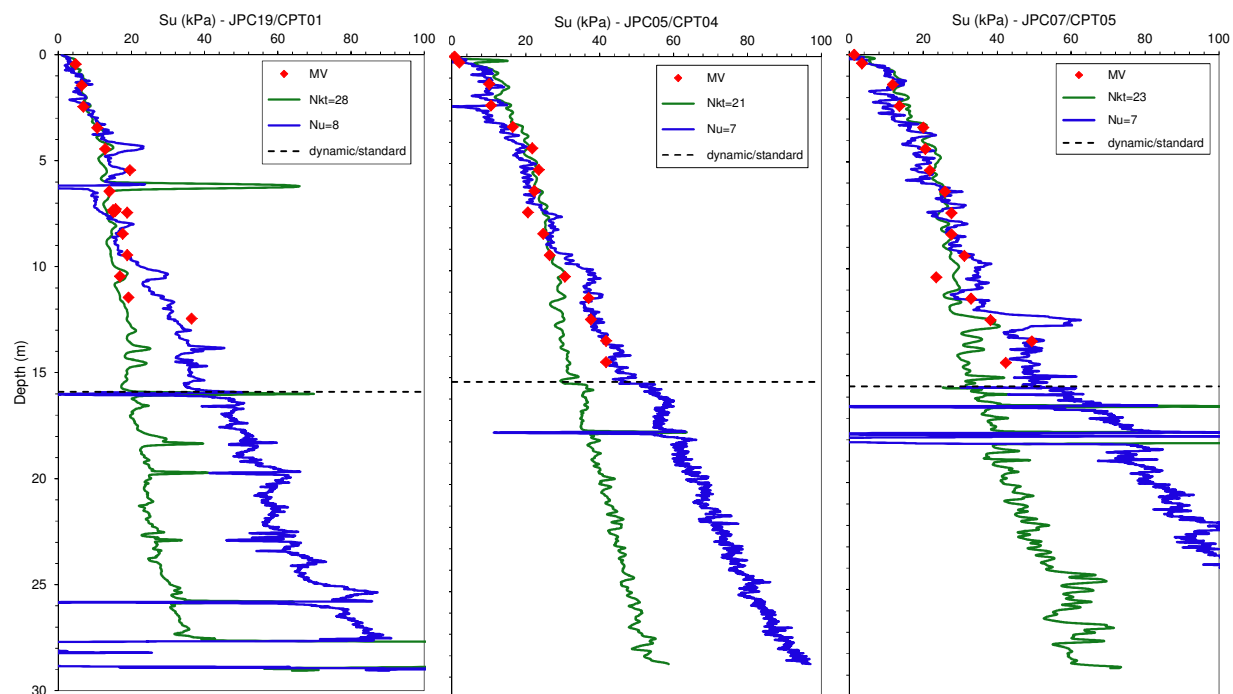 Su (kPa) - JPC19/CPT01
0 20 40 60 80 100
0
5
10
15
20
25
30
Depth (m)
MV
Nkt=28
Nu=8
dynamic/standard
Su (kPa) - JPC05/CPT04
0 20 40 60 80 100
MV
Nkt=21
Nu=7
dynamic/standard
Su (kPa) - JPC07/CPT05
0 20 40 60 80 100
MV
Nkt=23
Nu=7
dynamic/standard